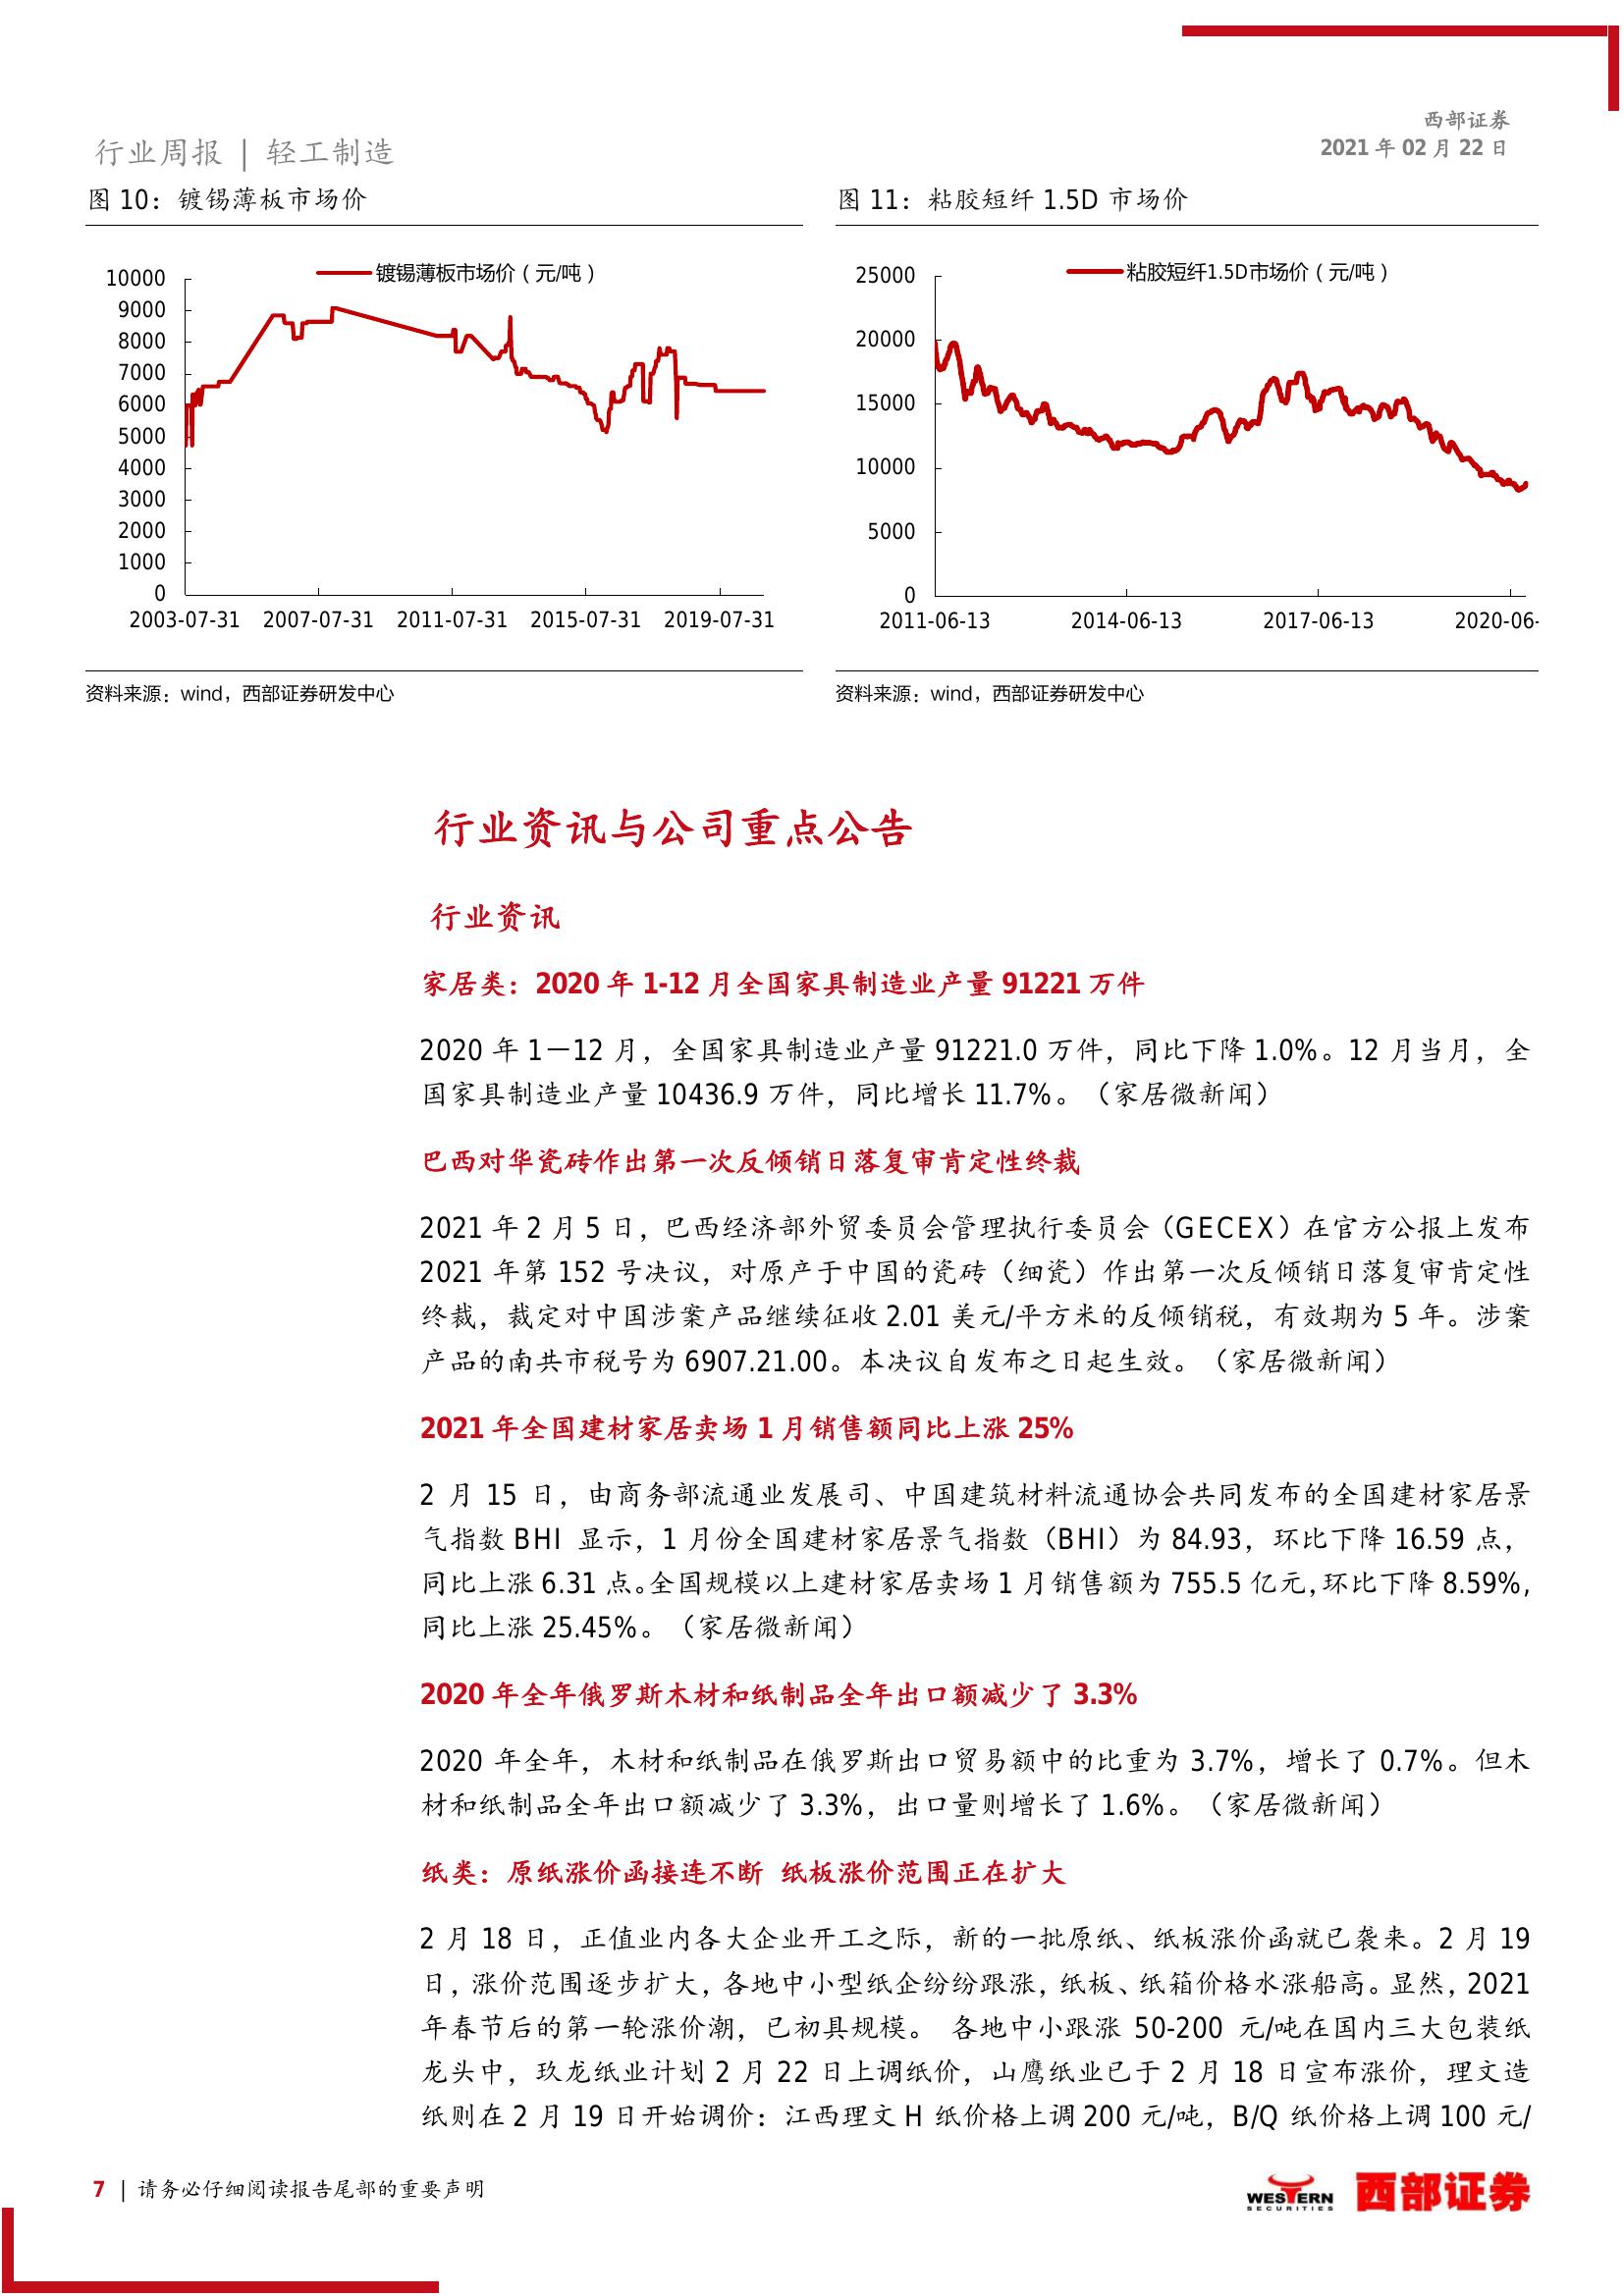 西部证券
2021 年 02 月 22 日
行业周报 | 轻工制造
图 10：镀锡薄板市场价
镀锡薄板市场价（元/吨）
10000
9000
8000
7000
6000
5000
4000
3000
2000
1000
0
2003-07-31 2007-07-31 2011-07-31 2015-07-31 2019-07-31
资料来源：wind，西部证券研发中心
图 11：粘胶短纤 1.5D 市场价
粘胶短纤1.5D市场价（元/吨）
25000
20000
15000
10000
5000
0
2011-06-13 2014-06-13 2017-06-13 2020-06-
资料来源：wind，西部证券研发中心
行业资讯与公司重点公告
行业资讯
家居类：2020 年 1-12 月全国家具制造业产量 91221 万件
2020 年 1—12 月，全国家具制造业产量 91221.0 万件，同比下降 1.0%。12 月当月，全
国家具制造业产量 10436.9 万件，同比增长 11.7%。（家居微新闻）
巴西对华瓷砖作出第一次反倾销日落复审肯定性终裁
2021 年 2 月 5 日，巴西经济部外贸委员会管理执行委员会（GECEX）在官方公报上发布
2021 年第 152 号决议，对原产于中国的瓷砖（细瓷）作出第一次反倾销日落复审肯定性
终裁，裁定对中国涉案产品继续征收 2.01 美元/平方米的反倾销税，有效期为 5 年。涉案
产品的南共市税号为 6907.21.00。本决议自发布之日起生效。（家居微新闻）
2021 年全国建材家居卖场 1 月销售额同比上涨 25%
2 月 15 日，由商务部流通业发展司、中国建筑材料流通协会共同发布的全国建材家居景
气指数 BHI 显示，1 月份全国建材家居景气指数（BHI）为 84.93，环比下降 16.59 点，
同比上涨 6.31 点。全国规模以上建材家居卖场 1 月销售额为 755.5 亿元，环比下降 8.59%，
同比上涨 25.45%。（家居微新闻）
2020 年全年俄罗斯木材和纸制品全年出口额减少了 3.3%
2020 年全年，木材和纸制品在俄罗斯出口贸易额中的比重为 3.7%，增长了 0.7%。但木
材和纸制品全年出口额减少了 3.3%，出口量则增长了 1.6%。（家居微新闻）
纸类：原纸涨价函接连不断 纸板涨价范围正在扩大
2 月 18 日，正值业内各大企业开工之际，新的一批原纸、纸板涨价函就已袭来。2 月 19
日，涨价范围逐步扩大，各地中小型纸企纷纷跟涨，纸板、纸箱价格水涨船高。显然，2021
年春节后的第一轮涨价潮，已初具规模。 各地中小跟涨 50-200 元/吨在国内三大包装纸
龙头中，玖龙纸业计划 2 月 22 日上调纸价，山鹰纸业已于 2 月 18 日宣布涨价，理文造
纸则在 2 月 19 日开始调价：江西理文 H 纸价格上调 200 元/吨，B/Q 纸价格上调 100 元/
7 | 请务必仔细阅读报告尾部的重要声明
WESTERN
SECURITIES
西部证券